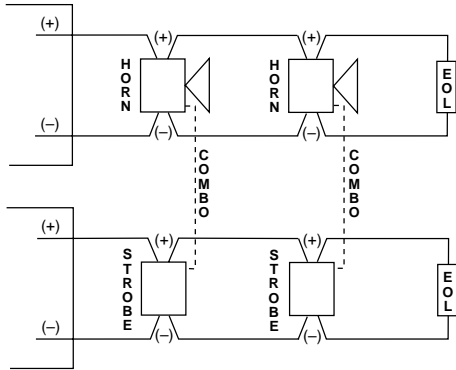 (+) (+) (+)
HORN HORN EOL
(–) (–) (–)
COMBO COMBO
(+) (+) (+)
STROBE STROBE EOL
(–) (–) (–)